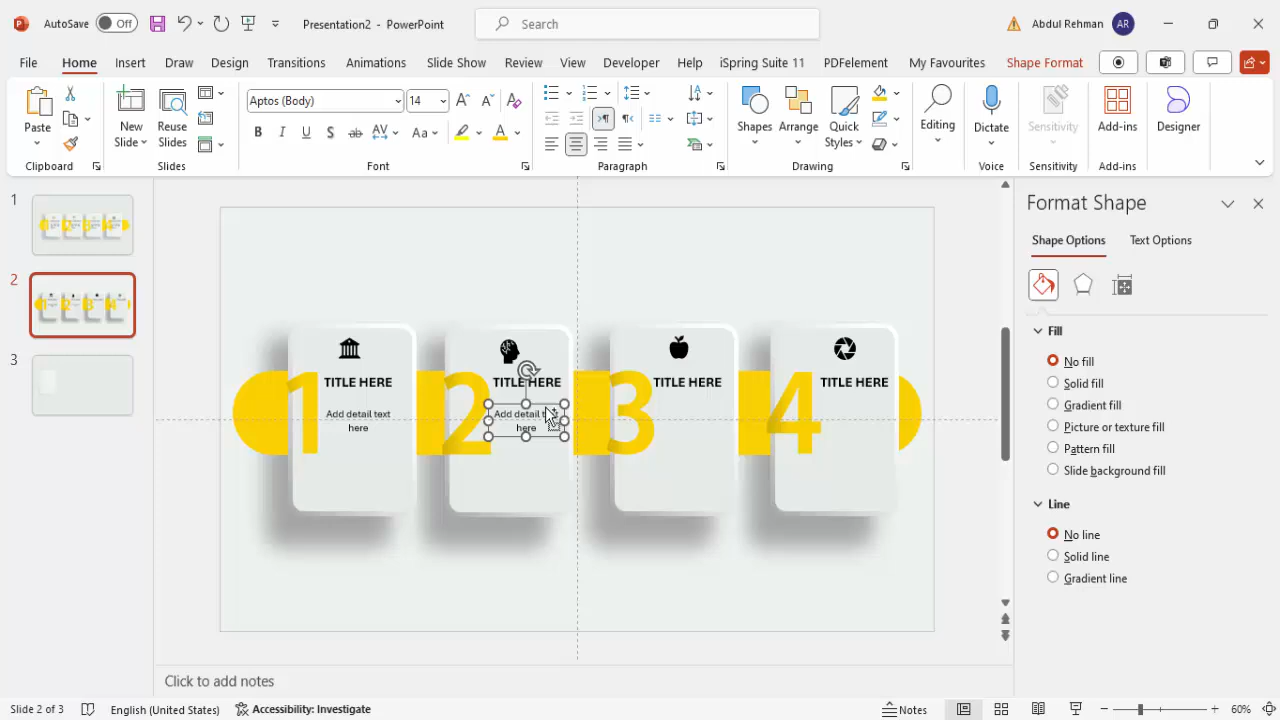 AutoSave Off Presentation2 - PowerPoint Search Abdul Rehman AR
File Home Insert Draw Design Transitions Animations Slide Show Review View Developer Help iSpring Suite 11 PDFelement My Favourites Shape Format
Paste New Slide Reuse Slides Aptos (Body) 14 Shapes Arrange Quick Styles Editing Dictate Sensitivity Add-ins Designer
Clipboard Slides Font Paragraph Drawing Voice Sensitivity Add-ins
1
2
3
1 TITLE HERE
Add detail text
here
2 TITLE HERE
Add detail text
here
3 TITLE HERE
4 TITLE HERE
Format Shape
Shape Options Text Options
Fill
No fill
Solid fill
Gradient fill
Picture or texture fill
Pattern fill
Slide background fill
Line
No line
Solid line
Gradient line
Click to add notes
Slide 2 of 3 English (United States) Accessibility: Investigate Notes 60%